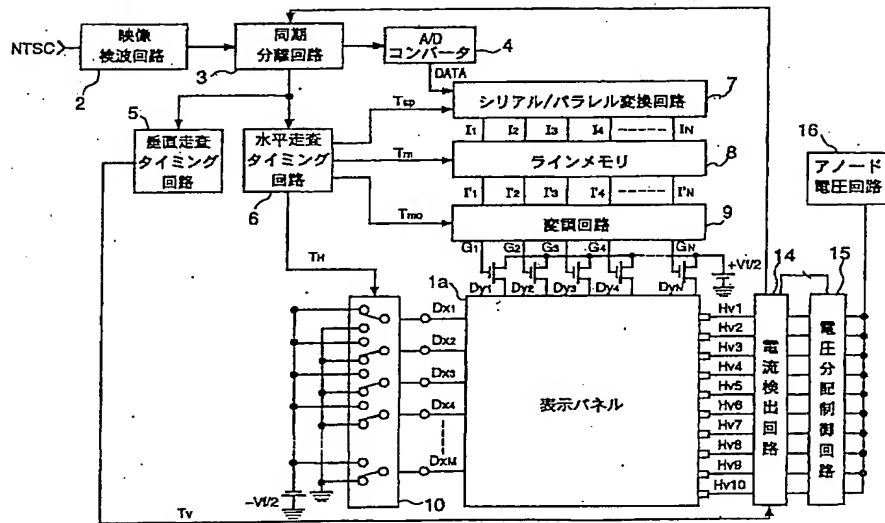 NTSC
映像
検波回路
2
同期
分離回路
3
A/D
コンバータ
4
DATA
シリアル/パラレル変換回路
7
Tsp
I1 I2 I3 I4 IN
5
垂直走査
タイミング
回路
水平走査
タイミング
回路
6
Tm
ラインメモリ
8
I'1 I'2 I'3 I'4 I'N
Tmo
変調回路
9
G1 G2 G3 G4 GN
+Vf/2
16
アノード
電圧回路
TH
1a
Dy1 Dy2 Dy3 Dy4 DyN
14
15
Dx1
Dx2
Dx3
Dx4
DxM
表示パネル
Hv1
Hv2
Hv3
Hv4
Hv5
Hv6
Hv7
Hv8
Hv9
Hv10
電流検出回路
電圧分配制御回路
-Vf/2
10
Tv